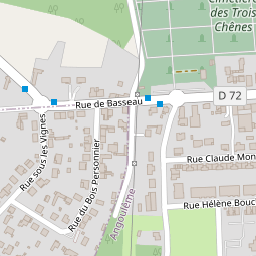 Cimetière
des Trois
Chênes
Rue de Basseau
D 72
Rue sous les Vignes
Rue du Bois Personnier
Rue Claude Mon
Rue Hélène Bouc
Angoulême